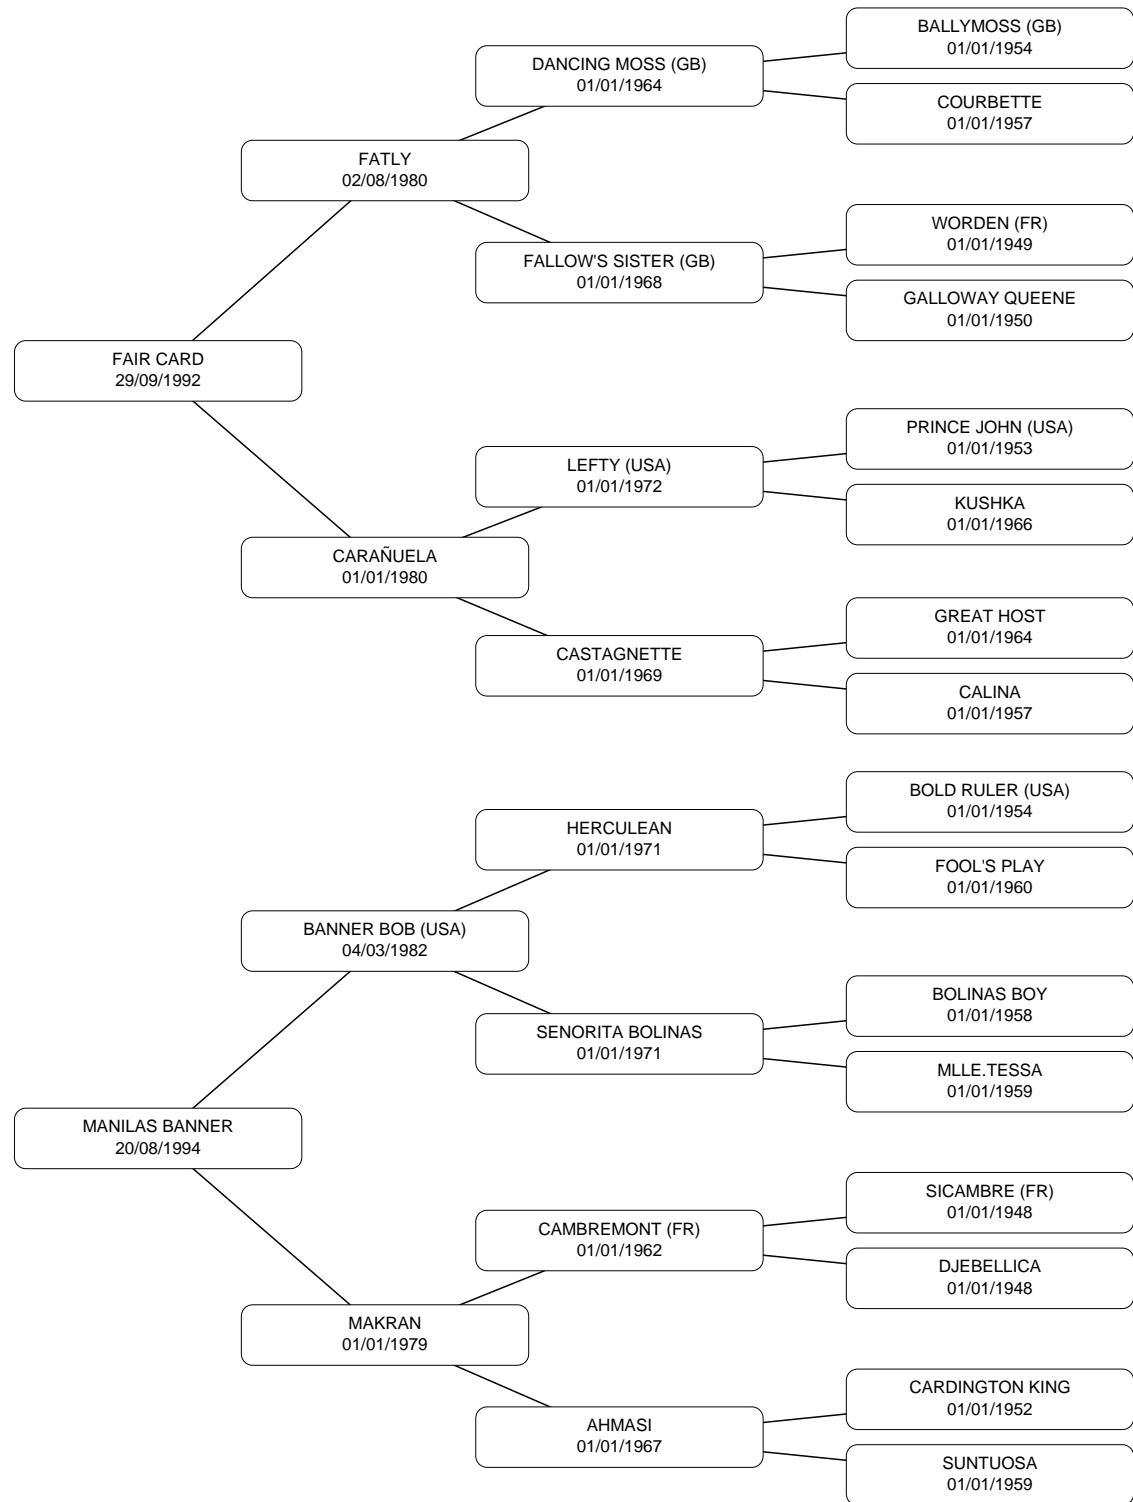 BALLYMOSS (GB)
01/01/1954
DANCING MOSS (GB)
01/01/1964
COURBETTE
01/01/1957
FATLY
02/08/1980
WORDEN (FR)
01/01/1949
FALLOW'S SISTER (GB)
01/01/1968
GALLOWAY QUEENE
01/01/1950
FAIR CARD
29/09/1992
PRINCE JOHN (USA)
01/01/1953
LEFTY (USA)
01/01/1972
KUSHKA
01/01/1966
CARAÑUELA
01/01/1980
GREAT HOST
01/01/1964
CASTAGNETTE
01/01/1969
CALINA
01/01/1957
BOLD RULER (USA)
01/01/1954
HERCULEAN
01/01/1971
FOOL'S PLAY
01/01/1960
BANNER BOB (USA)
04/03/1982
BOLINAS BOY
01/01/1958
SENORITA BOLINAS
01/01/1971
MLLE.TESSA
01/01/1959
MANILAS BANNER
20/08/1994
SICAMBRE (FR)
01/01/1948
CAMBREMONT (FR)
01/01/1962
DJEBELLICA
01/01/1948
MAKRAN
01/01/1979
CARDINGTON KING
01/01/1952
AHMASI
01/01/1967
SUNTUOSA
01/01/1959